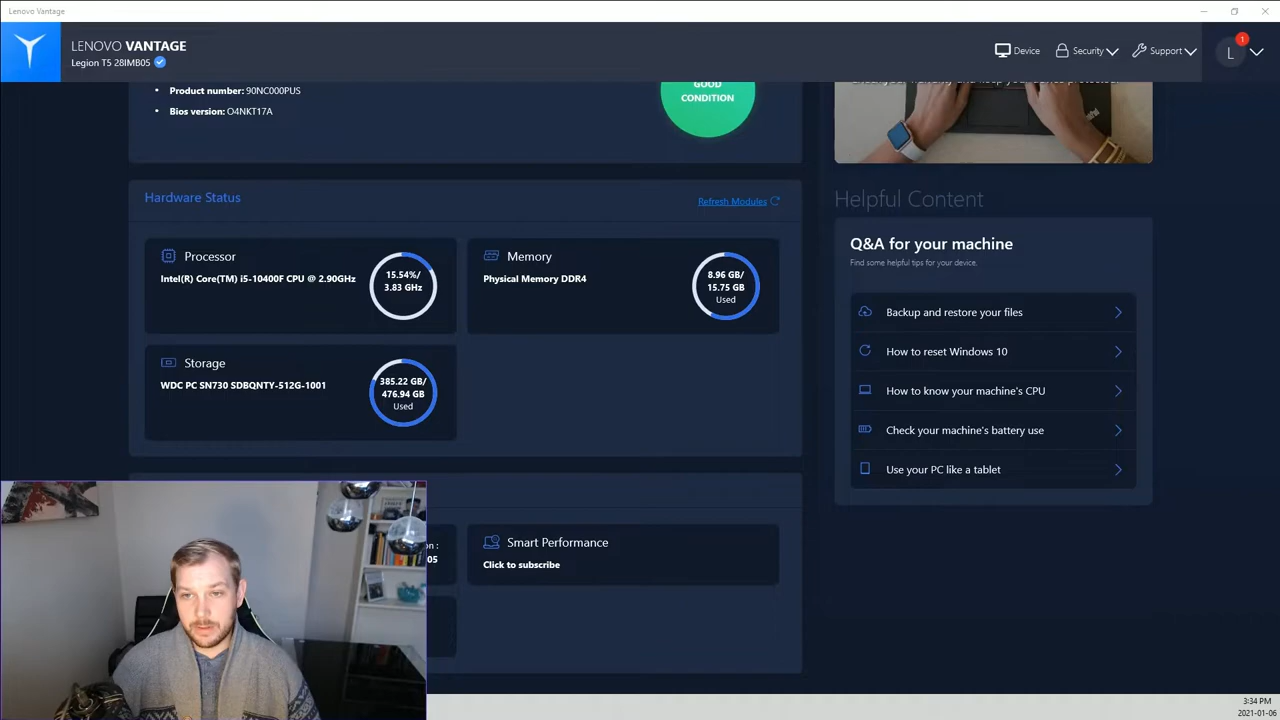 Lenovo Vantage
LENOVO VANTAGE
Legion T5 28IMB05
Device
Security
Support
L
1
Product number: 90NC000PUS
Bios version: O4NKT17A
GOOD
CONDITION
Hardware Status
Refresh Modules
Processor
Intel(R) Core(TM) i5-10400F CPU @ 2.90GHz
15.54%/
3.83 GHz
Memory
Physical Memory DDR4
8.96 GB/
15.75 GB
Used
Storage
WDC PC SN730 SDBQNTY-512G-1001
385.22 GB/
476.94 GB
Used
on :
05
Smart Performance
Click to subscribe
Helpful Content
Q&A for your machine
Find some helpful tips for your device.
Backup and restore your files
How to reset Windows 10
How to know your machine's CPU
Check your machine's battery use
Use your PC like a tablet
3:34 PM
2021-01-06